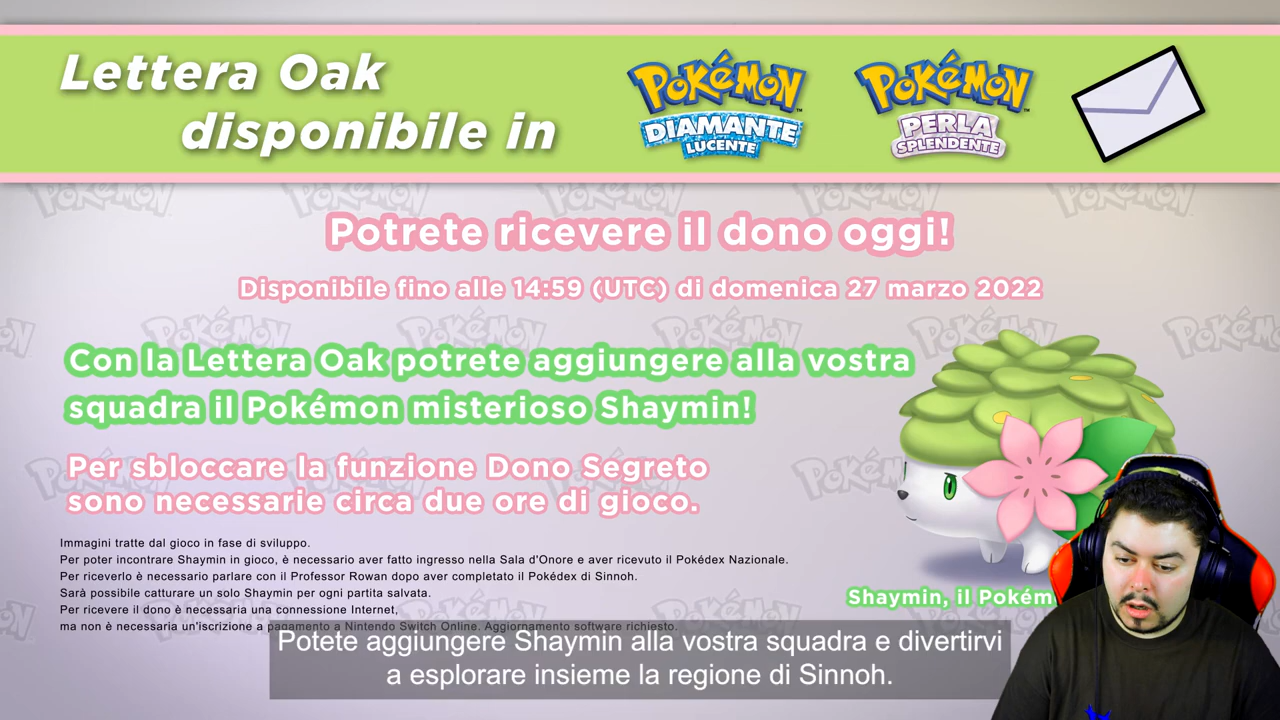 Lettera Oak
disponibile in
POKÉMON
DIAMANTE
LUCENTE
POKÉMON
PERLA
SPLENDENTE
Potrete ricevere il dono oggi!
Disponibile fino alle 14:59 (UTC) di domenica 27 marzo 2022
Con la Lettera Oak potrete aggiungere alla vostra
squadra il Pokémon misterioso Shaymin!
Per sbloccare la funzione Dono Segreto
sono necessarie circa due ore di gioco.
Immagini tratte dal gioco in fase di sviluppo.
Per poter incontrare Shaymin in gioco, è necessario aver fatto ingresso nella Sala d'Onore e aver ricevuto il Pokédex Nazionale.
Per riceverlo è necessario parlare con il Professor Rowan dopo aver completato il Pokédex di Sinnoh.
Sarà possibile catturare un solo Shaymin per ogni partita salvata.
Per ricevere il dono è necessaria una connessione Internet,
ma non è necessaria un'iscrizione a pagamento a Nintendo Switch Online. Aggiornamento software richiesto.
Shaymin, il Pokém
Potete aggiungere Shaymin alla vostra squadra e divertirvi
a esplorare insieme la regione di Sinnoh.